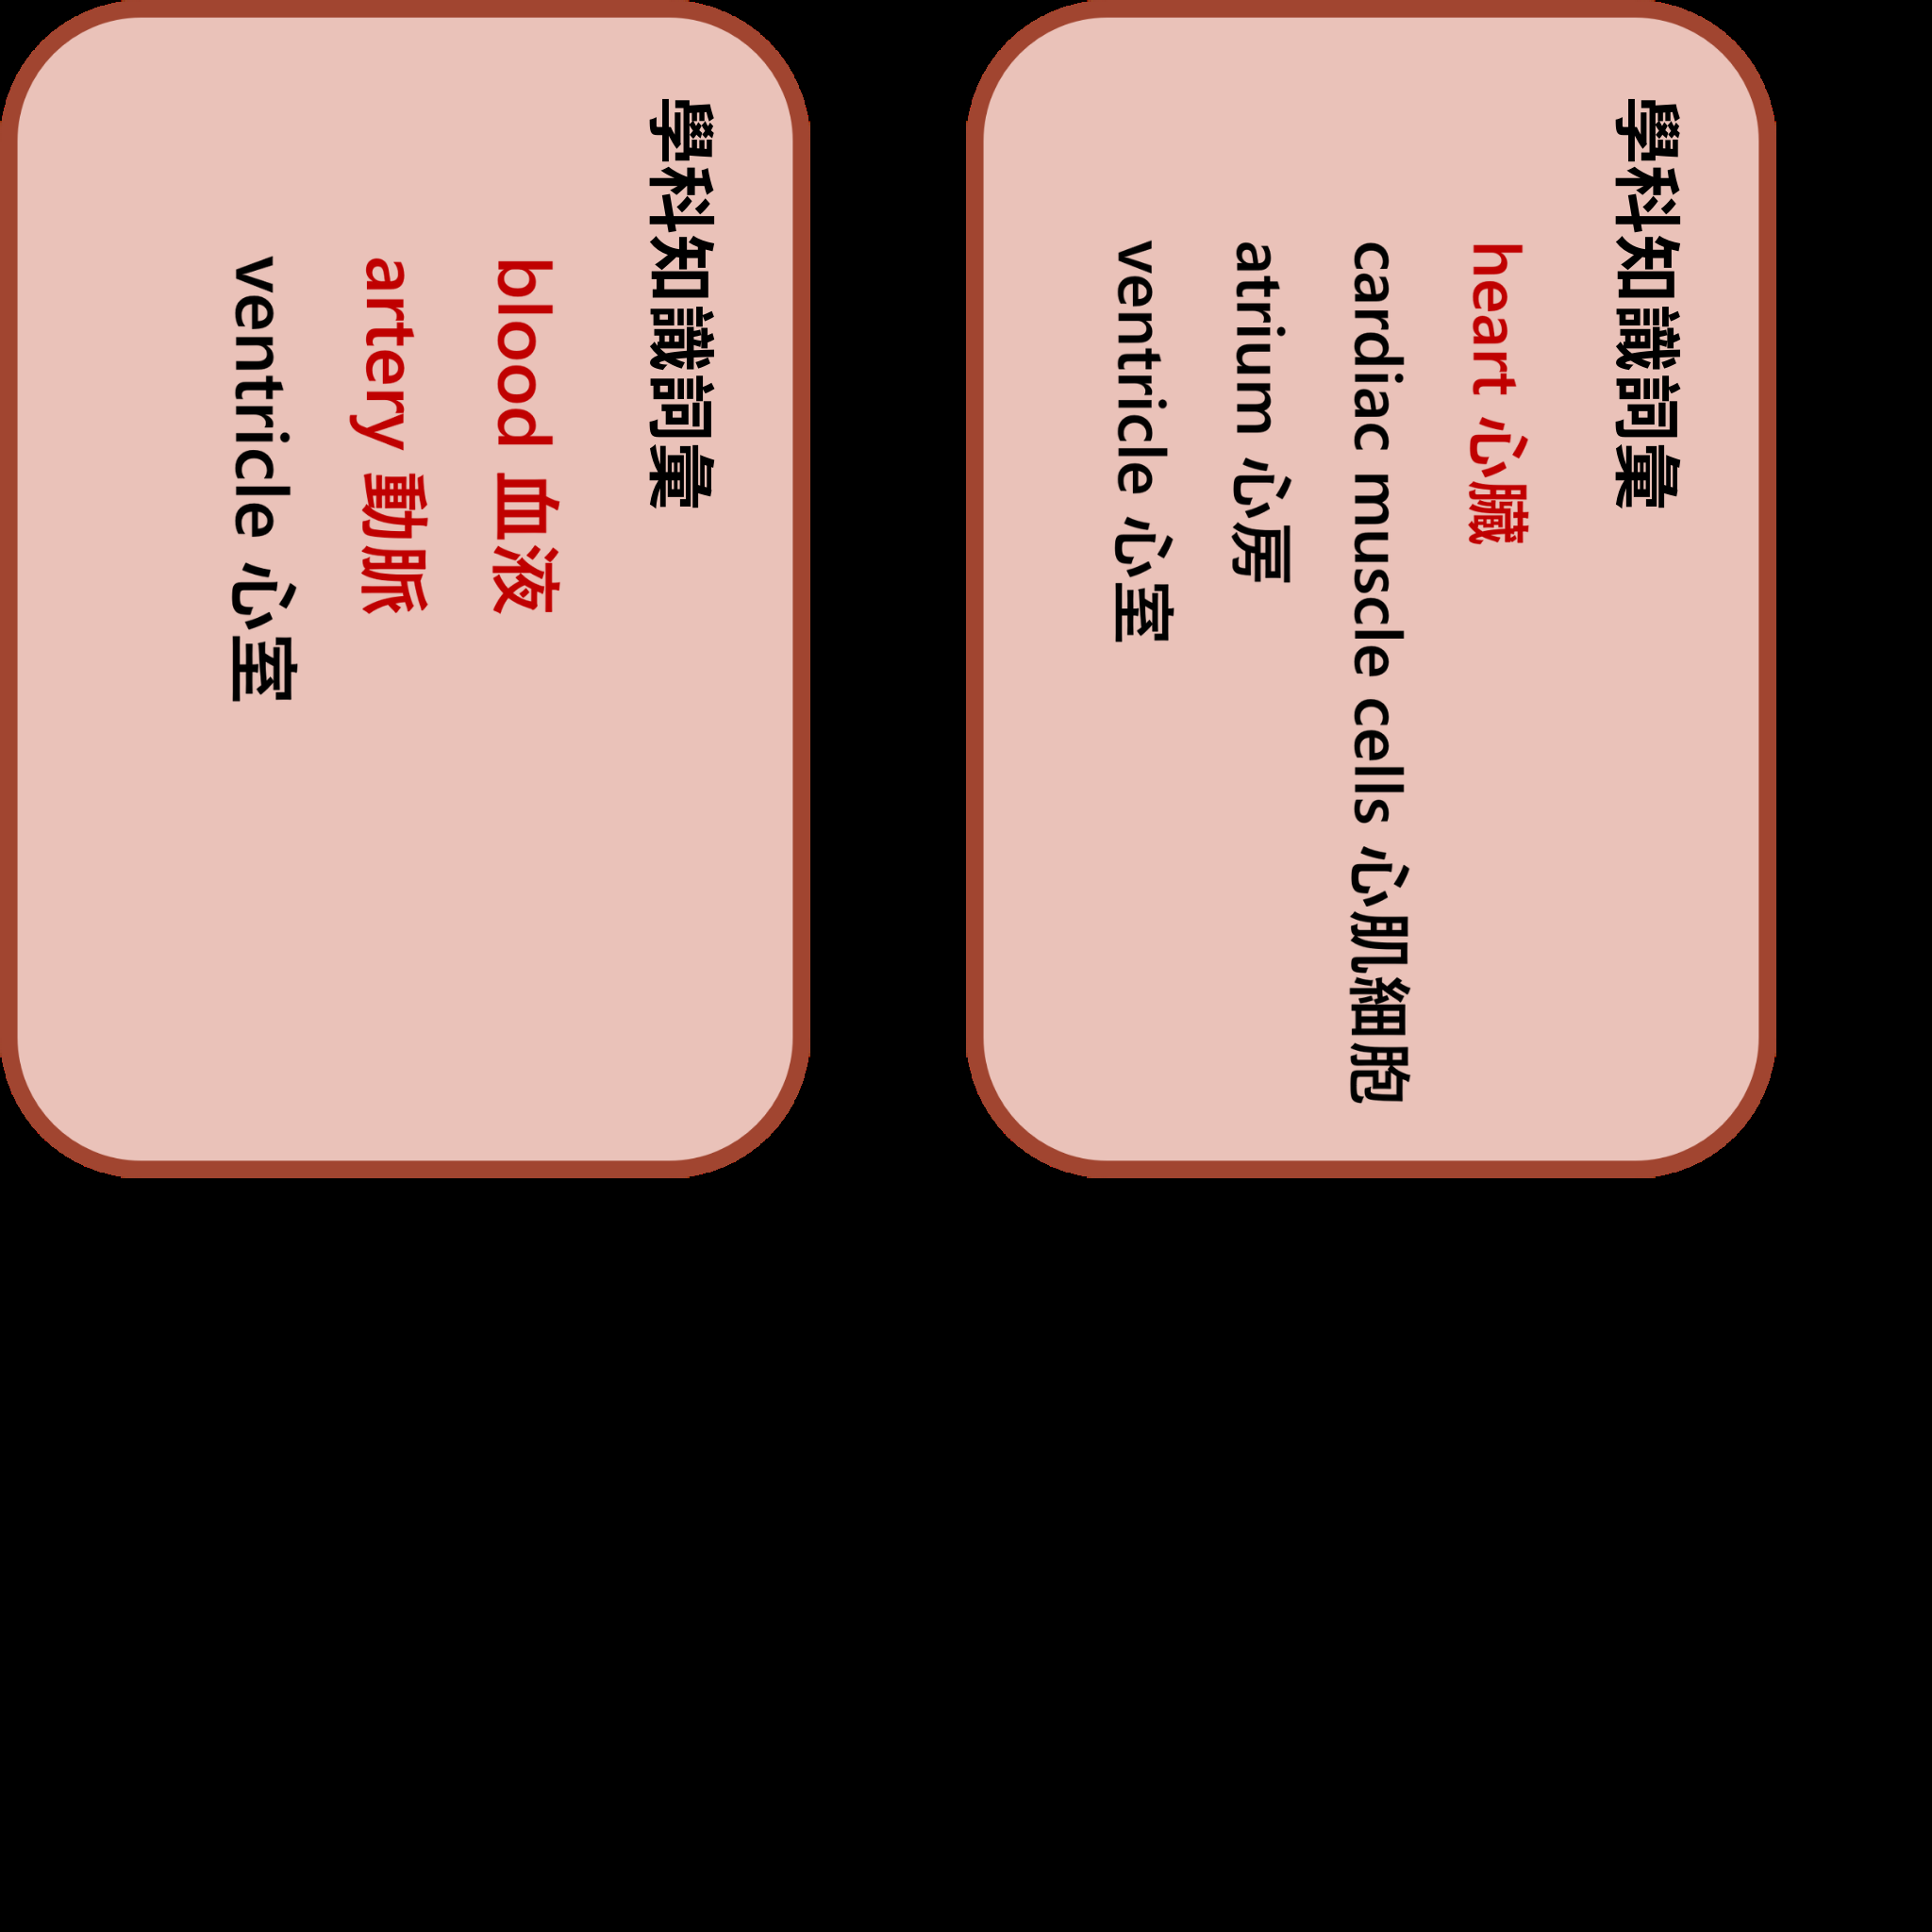 學科知識詞彙
blood 血液
artery 動脈
ventricle 心室
學科知識詞彙
heart 心臟
cardiac muscle cells 心肌細胞
atrium 心房
ventricle 心室